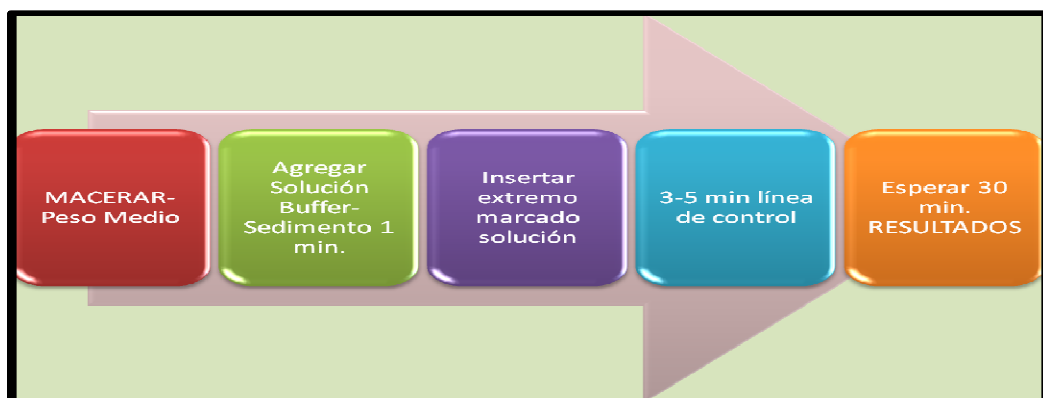 MACERAR-
Peso Medio
Agregar
Solución
Buffer-
Sedimento 1
min.
Insertar
extremo
marcado
solución
3-5 min línea
de control
Esperar 30
min.
RESULTADOS